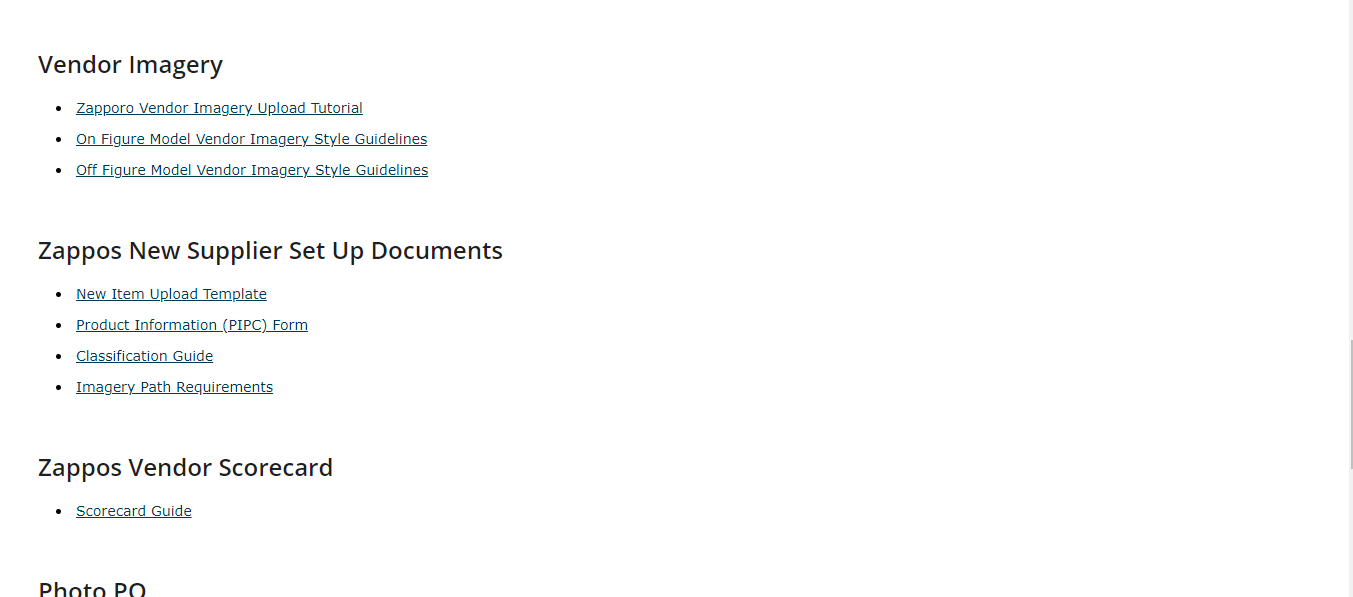 Vendor Imagery
Zapporo Vendor Imagery Upload Tutorial
On Figure Model Vendor Imagery Style Guidelines
Off Figure Model Vendor Imagery Style Guidelines
Zappos New Supplier Set Up Documents
New Item Upload Template
Product Information (PIPC) Form
Classification Guide
Imagery Path Requirements
Zappos Vendor Scorecard
Scorecard Guide
Photo PO